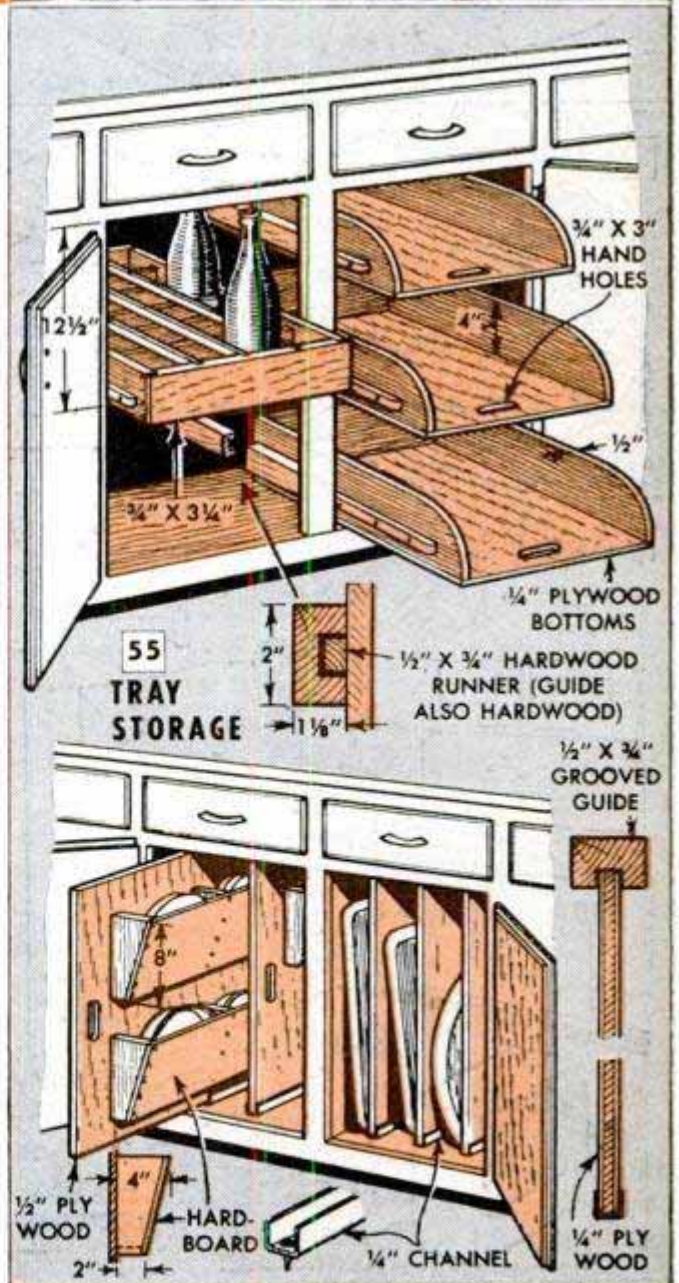 ¾" X 3"
HAND
HOLES
12½"
4"
½"
¾" X 3¼"
¼" PLYWOOD
BOTTOMS
55
TRAY
STORAGE
2"
1⅛"
½" X ¾" HARDWOOD
RUNNER (GUIDE
ALSO HARDWOOD)
½" X ¾"
GROOVED
GUIDE
8"
½" PLY
WOOD
4"
2"
HARD-
BOARD
¼" CHANNEL
¼" PLY
WOOD